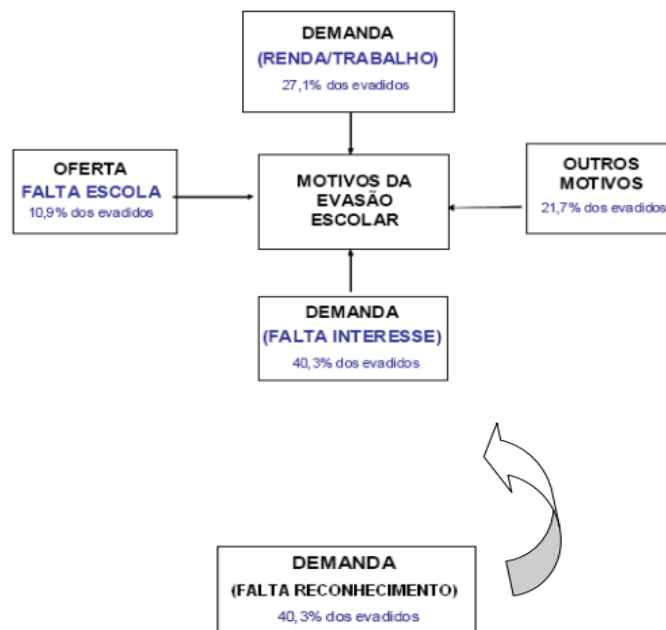 DEMANDA
(RENDA/TRABALHO)
27,1% dos evadidos
OFERTA
FALTA ESCOLA
10,9% dos evadidos
MOTIVOS DA
EVASÃO
ESCOLAR
OUTROS
MOTIVOS
21,7% dos evadidos
DEMANDA
(FALTA INTERESSE)
40,3% dos evadidos
DEMANDA
(FALTA RECONHECIMENTO)
40,3% dos evadidos